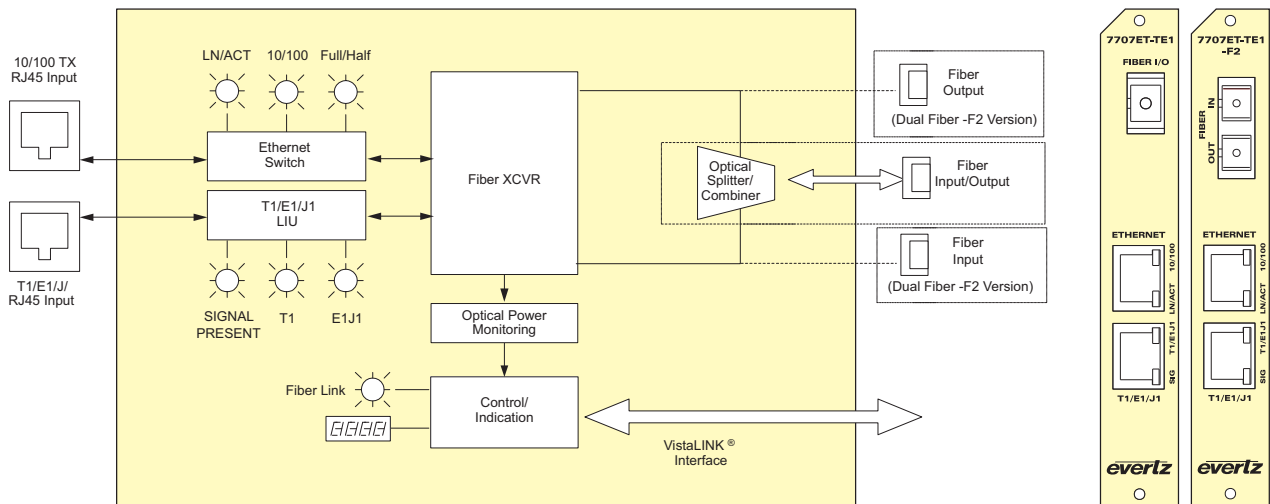 10/100 TX
RJ45 Input
T1/E1/J/
RJ45 Input
LN/ACT
10/100
Full/Half
Ethernet
Switch
T1/E1/J1
LIU
SIGNAL
PRESENT
T1
E1J1
Fiber XCVR
Optical Power
Monitoring
Fiber Link
Control/
Indication
VistaLINK ®
Interface
Optical
Splitter/
Combiner
Fiber
Output
(Dual Fiber -F2 Version)
Fiber
Input/Output
Fiber
Input
(Dual Fiber -F2 Version)
7707ET-TE1
FIBER I/O
ETHERNET
10/100
LN/ACT
T1/E1J1
SIG
T1/E1/J1
evertz
7707ET-TE1
-F2
FIBER
IN
OUT
ETHERNET
10/100
LN/ACT
T1/E1J1
SIG
T1/E1/J1
evertz